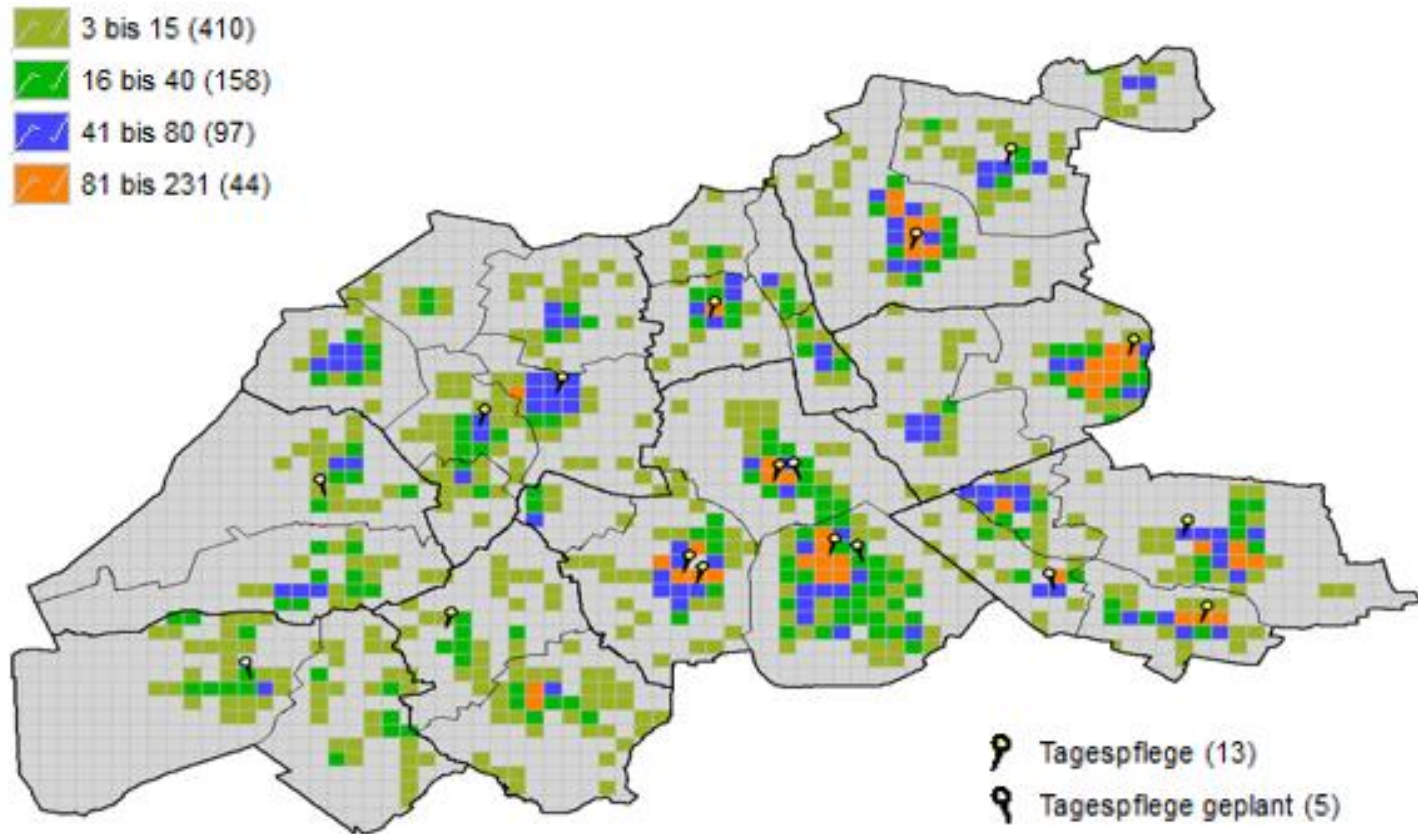 3 bis 15 (410)
16 bis 40 (158)
41 bis 80 (97)
81 bis 231 (44)
Tagespflege (13)
Tagespflege geplant (5)